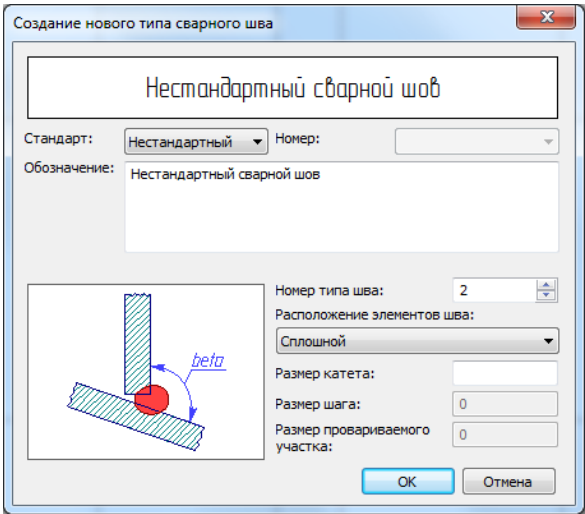 Создание нового типа сварного шва
Нестандартный сварной шов
Стандарт: Нестандартный Номер:
Обозначение: Нестандартный сварной шов
Номер типа шва: 2
Расположение элементов шва:
Сплошной
beta
Размер катета:
Размер шага: 0
Размер провариваемого участка: 0
OK Отмена